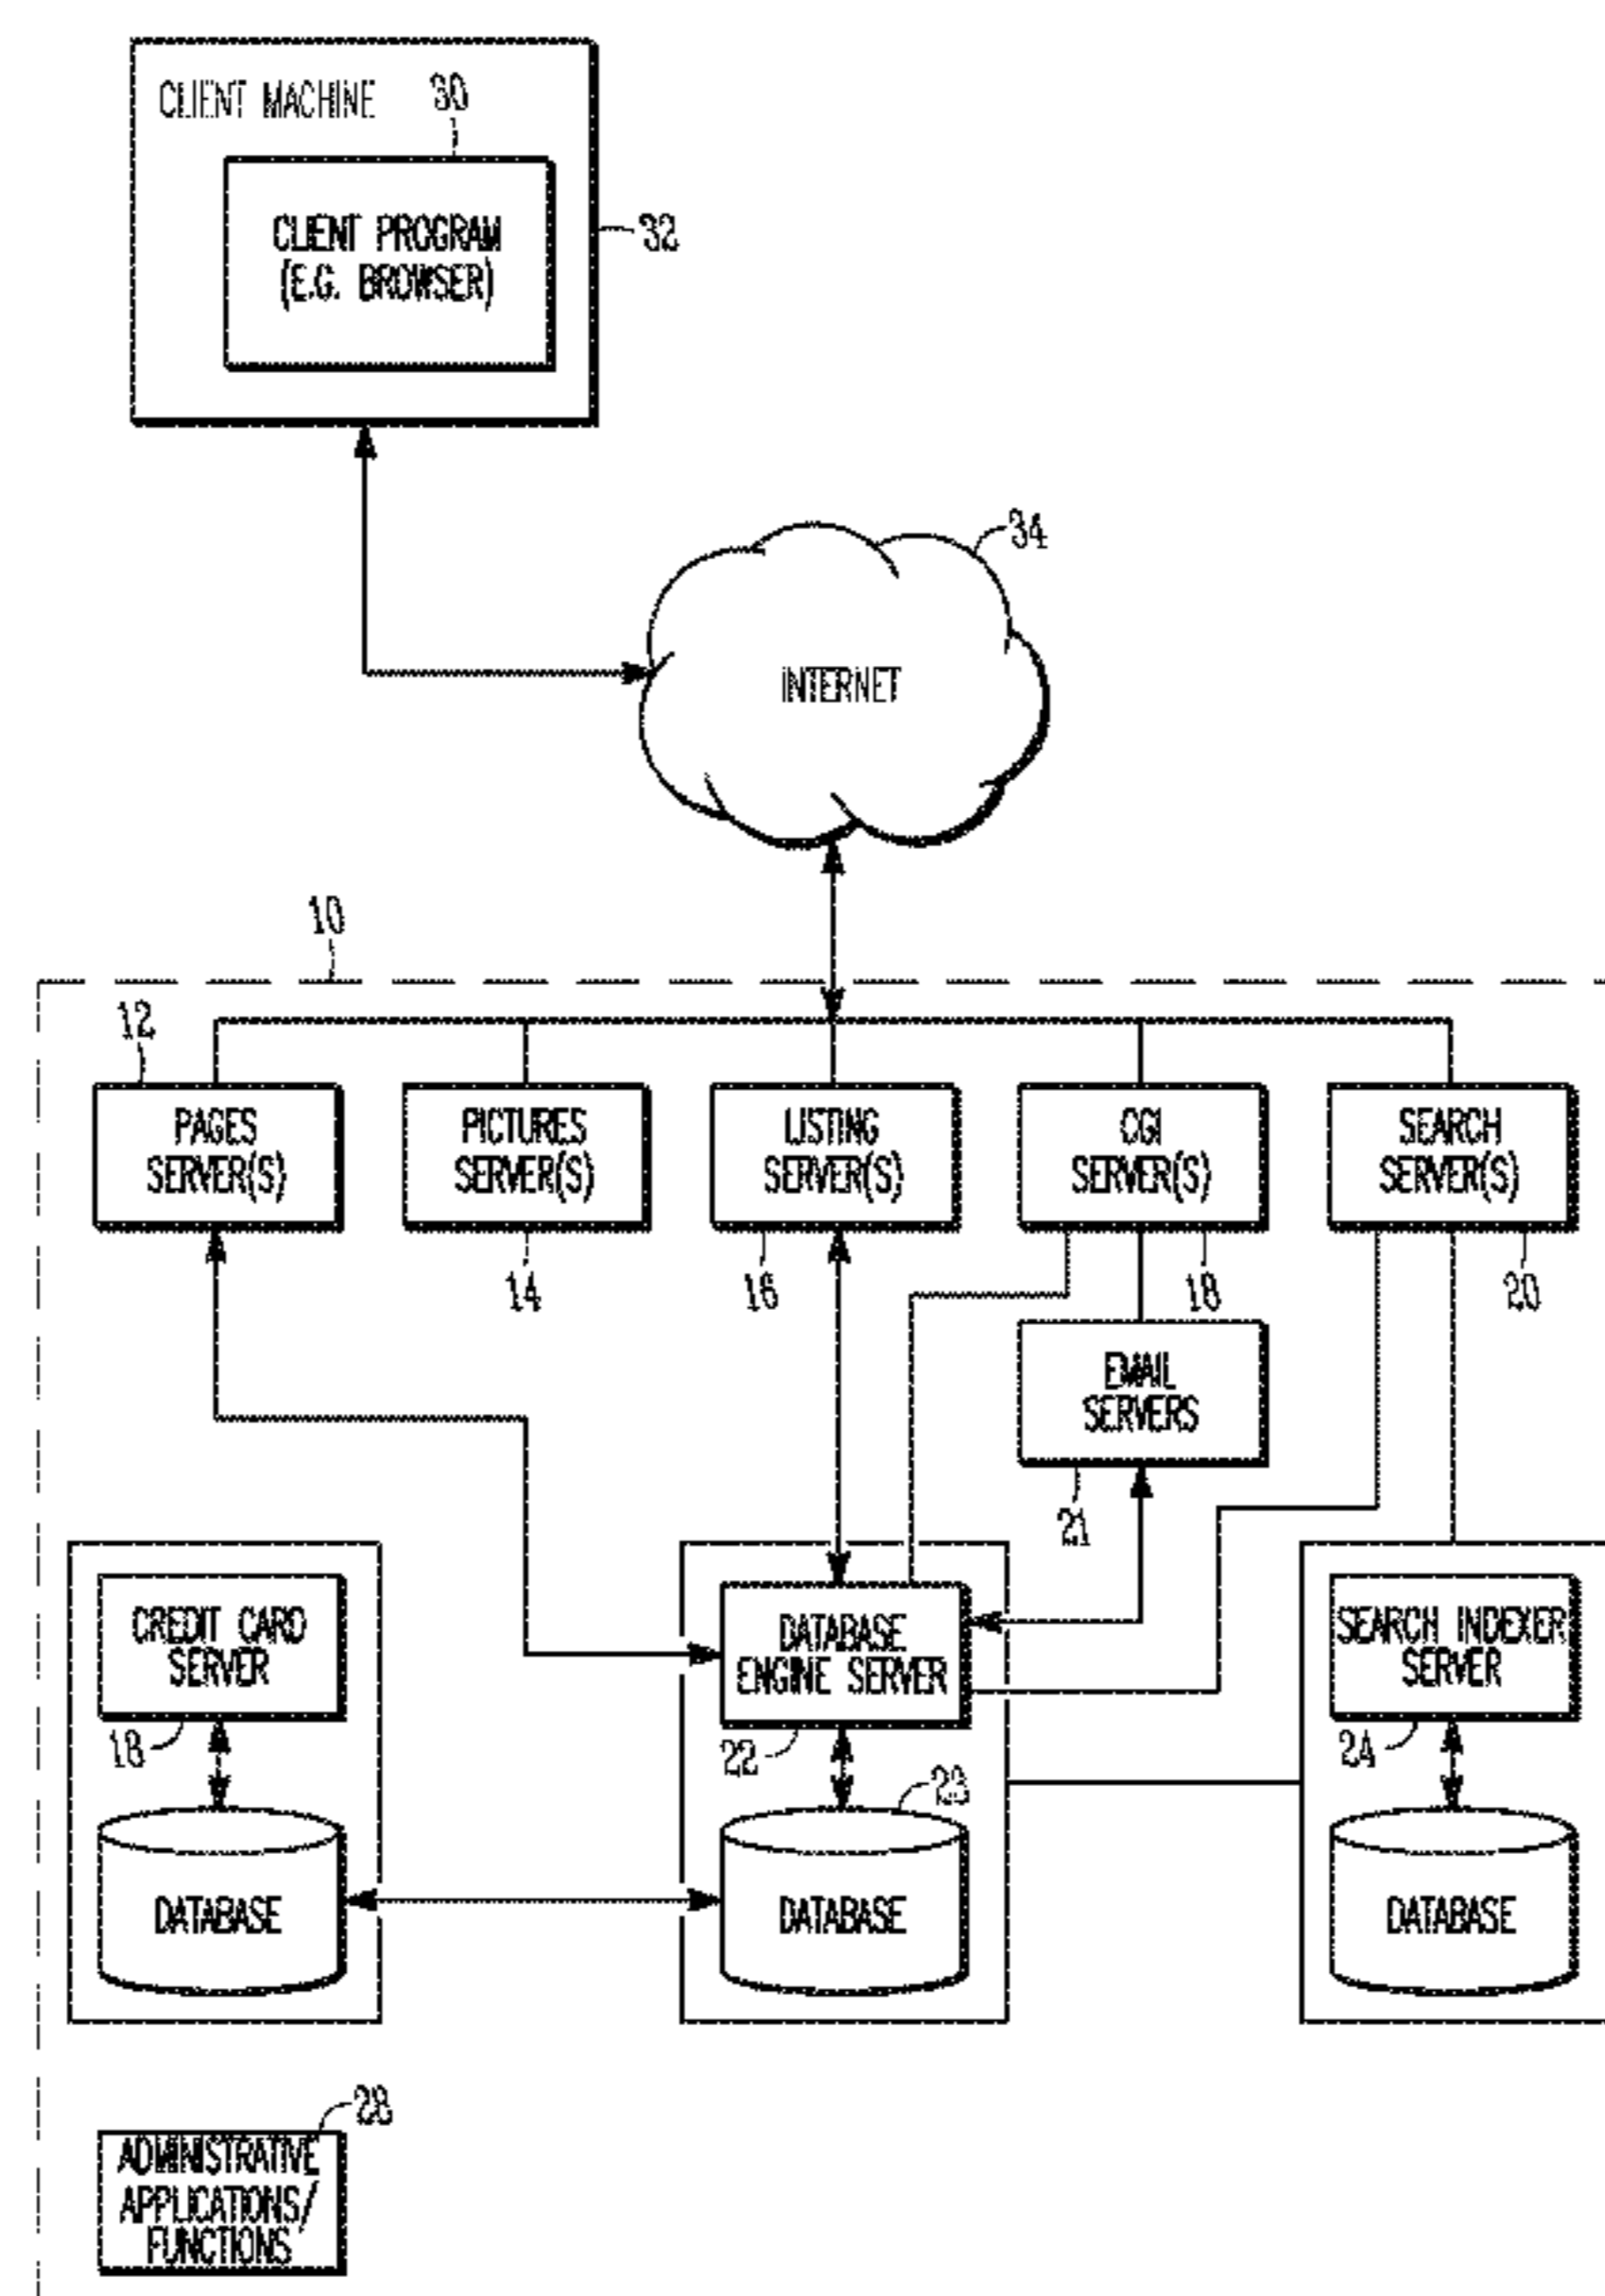 CLIENT MACHINE
30
CLIENT PROGRAM
(E.G. BROWSER)
32
34
INTERNET
10
12
PAGES
SERVER(S)
PICTURES
SERVER(S)
LISTING
SERVER(S)
CGI
SERVER(S)
SEARCH
SERVER(S)
14
16
18
20
EMAIL
SERVERS
21
CREDIT CARD
SERVER
DATABASE
ENGINE SERVER
SEARCH INDEXER
SERVER
18
22
24
23
DATABASE
DATABASE
DATABASE
28
ADMINISTRATIVE
APPLICATIONS/
FUNCTIONS